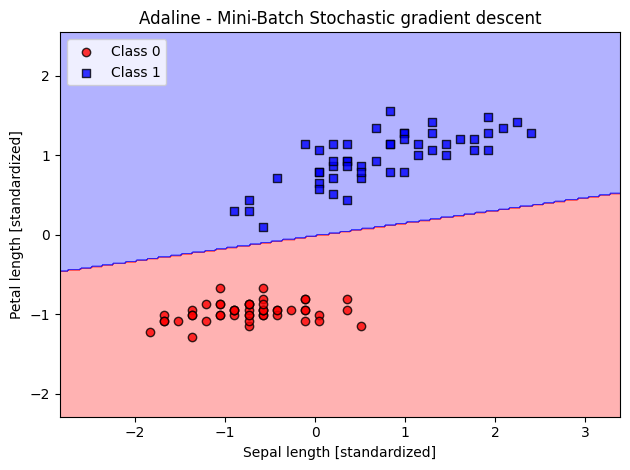 Adaline - Mini-Batch Stochastic gradient descent
Class 0
Class 1
Petal length [standardized]
2
1
0
−1
−2
−2
−1
0
1
2
3
Sepal length [standardized]